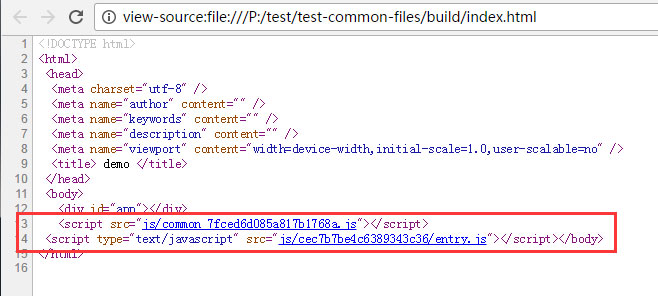 view-source:file:///P:/test/test-common-files/build/index.html
1 <!DOCTYPE html>
2 <html>
3 <head>
4 <meta charset="utf-8" />
5 <meta name="author" content="" />
6 <meta name="keywords" content="" />
7 <meta name="description" content="" />
8 <meta name="viewport" content="width=device-width,initial-scale=1.0,user-scalable=no" />
9 <title> demo </title>
10 </head>
11 <body>
12 <div id="app"></div>
3 <script src="js/common_7fced6d085a817b1768a.js"></script>
4 <script type="text/javascript" src="js/cec7b7be4c6389343c36/entry.js"></script></body>
15 </html>
16